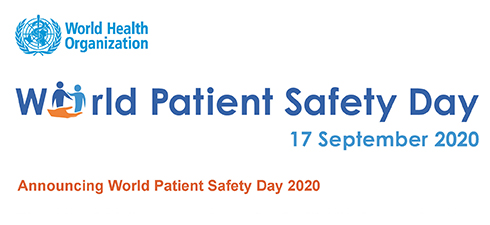 World Health
Organization
World Patient Safety Day
17 September 2020
Announcing World Patient Safety Day 2020